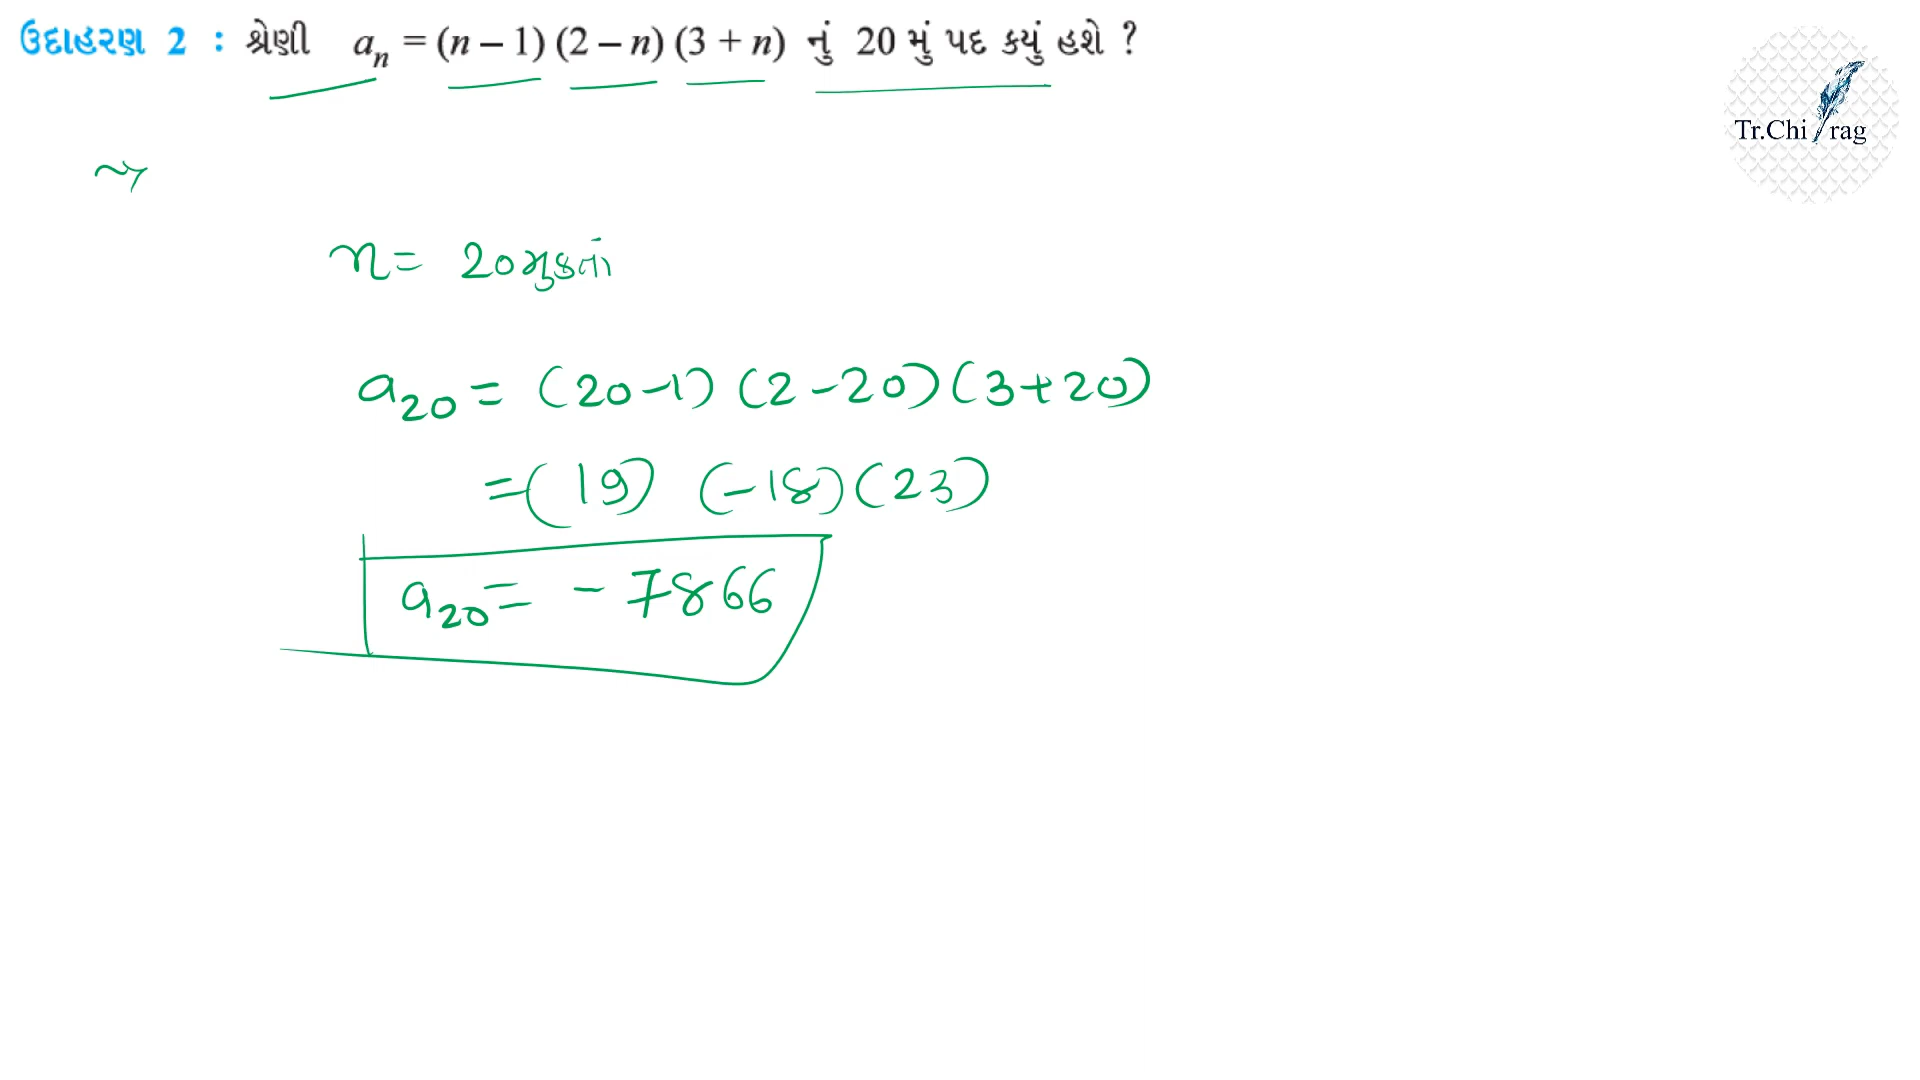 ઉદાહરણ 2 : શ્રેણી aₙ = (n – 1) (2 – n) (3 + n) નું 20 મું પદ કયું હશે ?
Tr.Chirag
n = 20 મુકતાં
a₂₀ = (20-1) (2-20) (3+20)
= (19) (-18) (23)
a₂₀ = - 7866